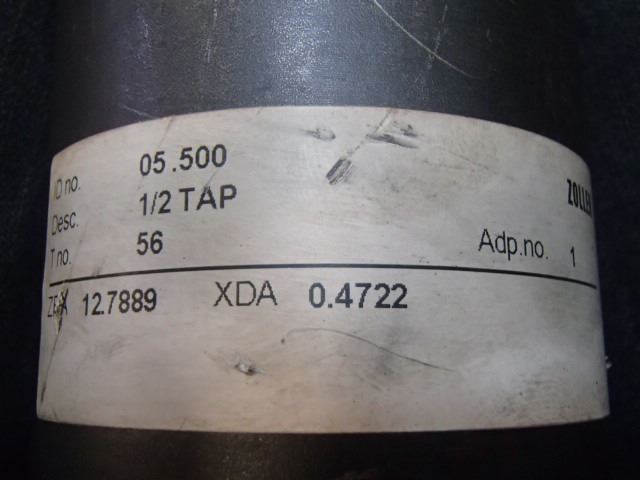 ID no. 05.500
Desc. 1/2 TAP
T no. 56 Adp.no. 1
12.7889 XDA 0.4722